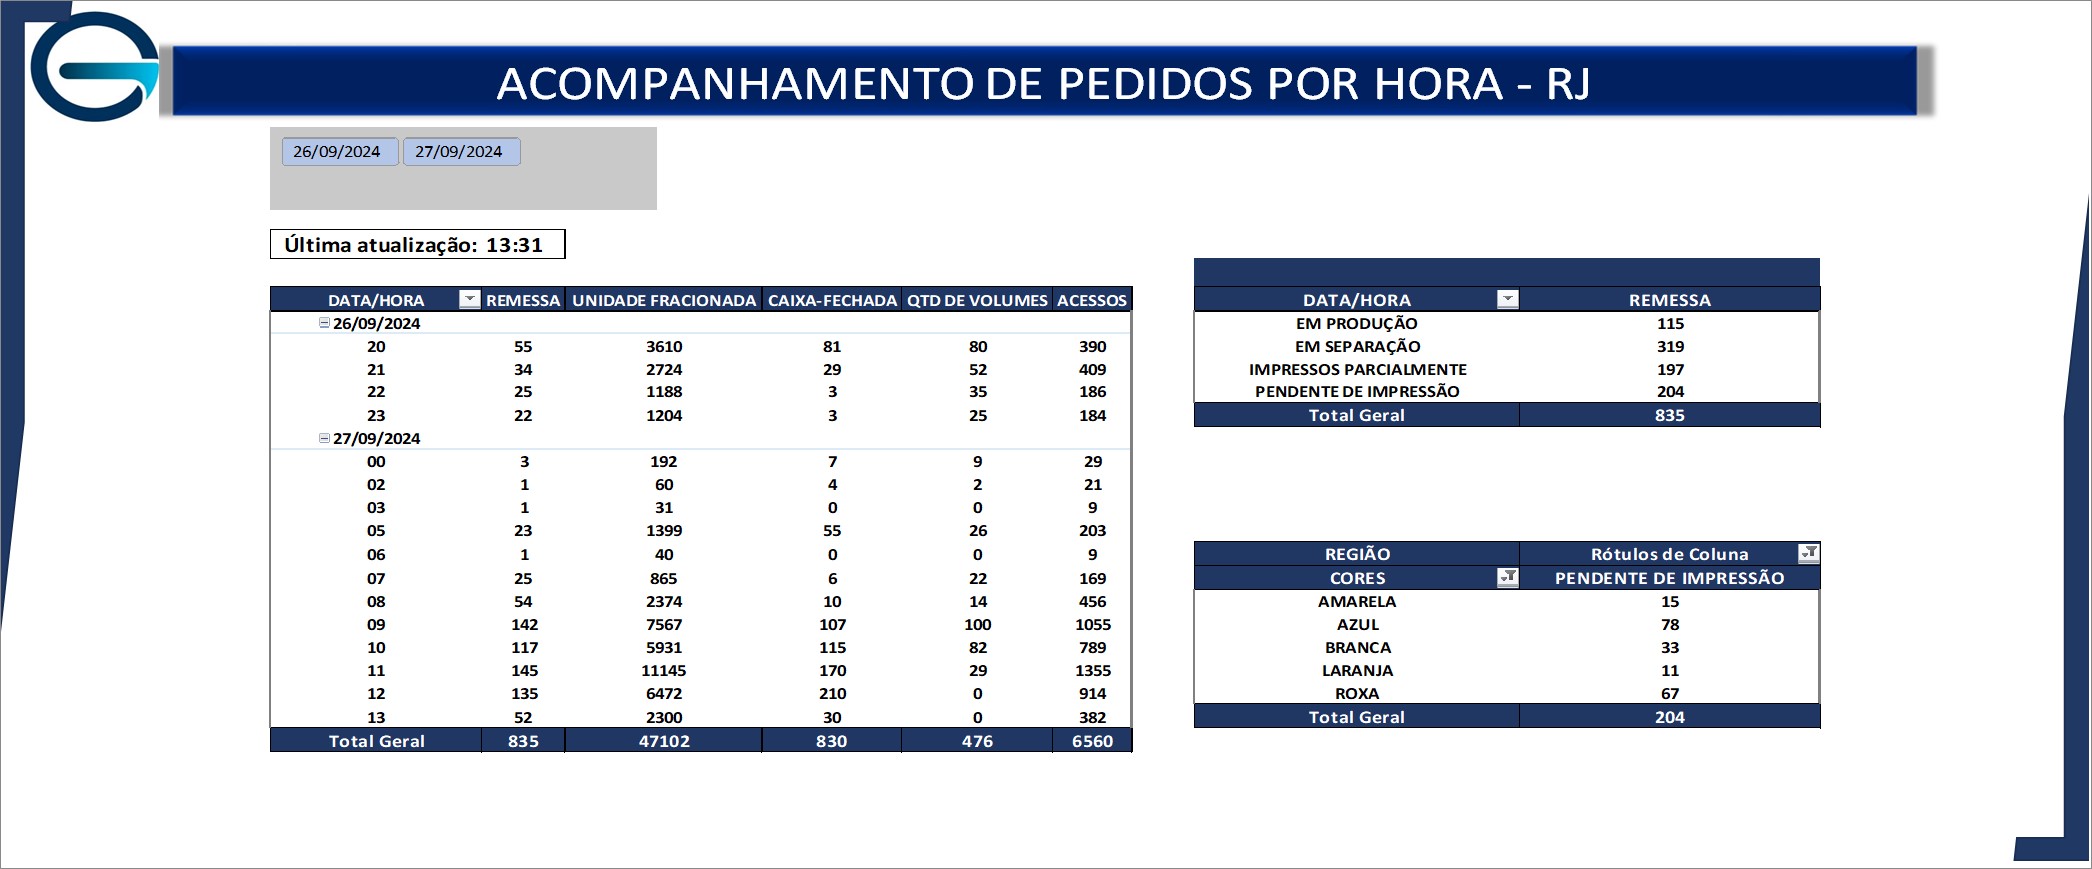 ACOMPANHAMENTO DE PEDIDOS POR HORA - RJ
26/09/2024 27/09/2024
Última atualização: 13:31
DATA/HORA REMESSA UNIDADE FRACIONADA CAIXA-FECHADA QTD DE VOLUMES ACESSOS
26/09/2024
20 55 3610 81 80 390
21 34 2724 29 52 409
22 25 1188 3 35 186
23 22 1204 3 25 184
27/09/2024
00 3 192 7 9 29
02 1 60 4 2 21
03 1 31 0 0 9
05 23 1399 55 26 203
06 1 40 0 0 9
07 25 865 6 22 169
08 54 2374 10 14 456
09 142 7567 107 100 1055
10 117 5931 115 82 789
11 145 11145 170 29 1355
12 135 6472 210 0 914
13 52 2300 30 0 382
Total Geral 835 47102 830 476 6560
DATA/HORA REMESSA
EM PRODUÇÃO 115
EM SEPARAÇÃO 319
IMPRESSOS PARCIALMENTE 197
PENDENTE DE IMPRESSÃO 204
Total Geral 835
REGIÃO Rótulos de Coluna
CORES PENDENTE DE IMPRESSÃO
AMARELA 15
AZUL 78
BRANCA 33
LARANJA 11
ROXA 67
Total Geral 204